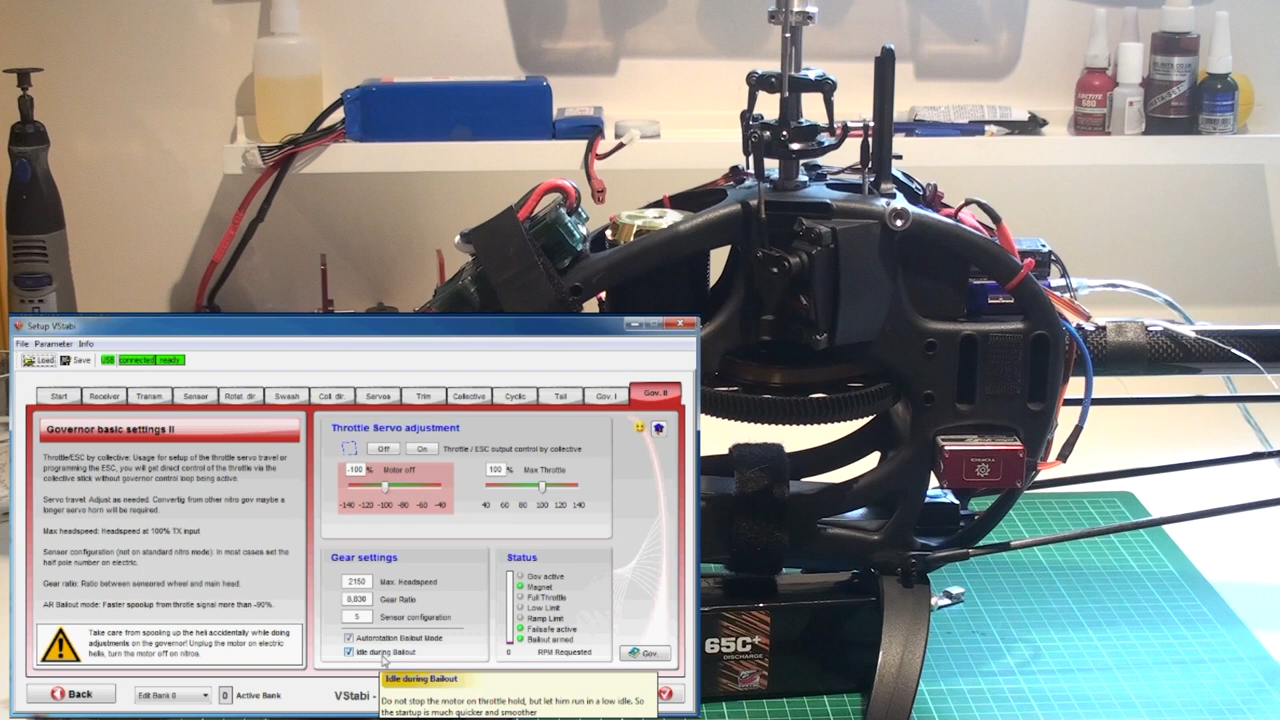 LOCTITE
680
Setup VStabi
File Parameter Info
Load Save USB connected ready
Start Receiver Transm. Sensor Rotat. dir. Swash Coll. dir. Servos Trim Collective Cyclic Tail Gov. I Gov. II
Governor basic settings II
Throttle/ESC by collective: Usage for setup of the throttle servo travel or
programming the ESC, you will get direct control of the throttle via the
collective stick without governor control loop being active.
Servo travel: Adjust as needed. Convertig from other nitro gov maybe a
longer servo horn will be required.
Max headspeed: Headspeed at 100% TX input
Sensor configuration (not on standard nitro mode): In most cases set the
half pole number on electric.
Gear ratio: Ratio between sensored wheel and main head.
AR Bailout mode: Faster spoolup from throtle signal more than -90%.
Take care from spooling up the heli accidentally while doing
adjustments on the governor! Unplug the motor on electric
helis, turn the motor off on nitros.
Throttle Servo adjustment
Off On Throttle / ESC output control by collective
-100 % Motor off 100 % Max Throttle
-140 -120 -100 -80 -60 -40 40 60 80 100 120 140
Gear settings
2150 Max. Headspeed
8,830 Gear Ratio
5 Sensor configuration
Autorotation Bailout Mode
Idle during Bailout
Status
Gov active
Magnet
Full Throttle
Low Limit
Ramp Limit
Failsafe active
Bailout armed
0 RPM Requested
Gov.
Back Edit Bank 0 0 Active Bank VStabi -
Idle during Bailout
Do not stop the motor on throttle hold, but let him run in a low idle. So
the startup is much quicker and smoother
65C+
DISCHARGE